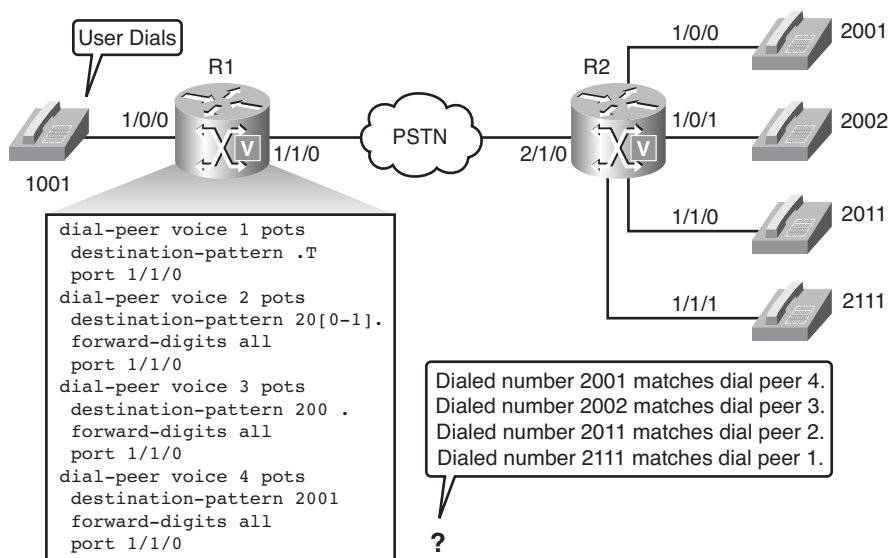 User Dials
R1
R2
1/0/0
2001
1/0/0
1/0/1
2002
PSTN
1/1/0
2/1/0
1001
1/1/0
2011
1/1/1
2111
dial-peer voice 1 pots
destination-pattern .T
port 1/1/0
dial-peer voice 2 pots
destination-pattern 20[0-1].
forward-digits all
port 1/1/0
dial-peer voice 3 pots
destination-pattern 200 .
forward-digits all
port 1/1/0
dial-peer voice 4 pots
destination-pattern 2001
forward-digits all
port 1/1/0
Dialed number 2001 matches dial peer 4.
Dialed number 2002 matches dial peer 3.
Dialed number 2011 matches dial peer 2.
Dialed number 2111 matches dial peer 1.
?
V
V